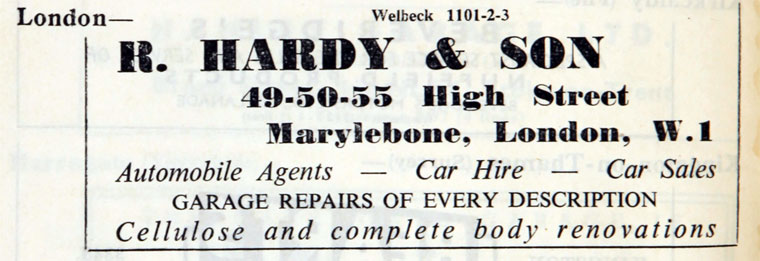 London—
Welbeck 1101-2-3
R. HARDY & SON
49-50-55 High Street
Marylebone, London, W.1
Automobile Agents — Car Hire — Car Sales
GARAGE REPAIRS OF EVERY DESCRIPTION
Cellulose and complete body renovations